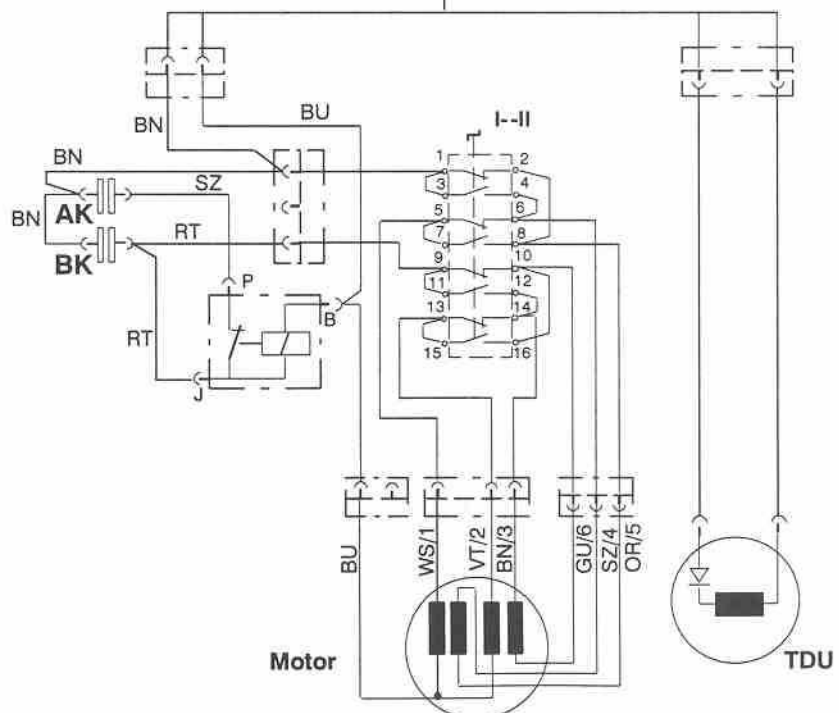 BU
I--II
BN
BN
1
2
SZ
3
4
AK
5
6
BN
RT
7
8
BK
9
10
P
11
12
13
14
B
RT
15
16
J
BU
WS/1
VT/2
BN/3
GU/6
SZ/4
OR/5
Motor
TDU